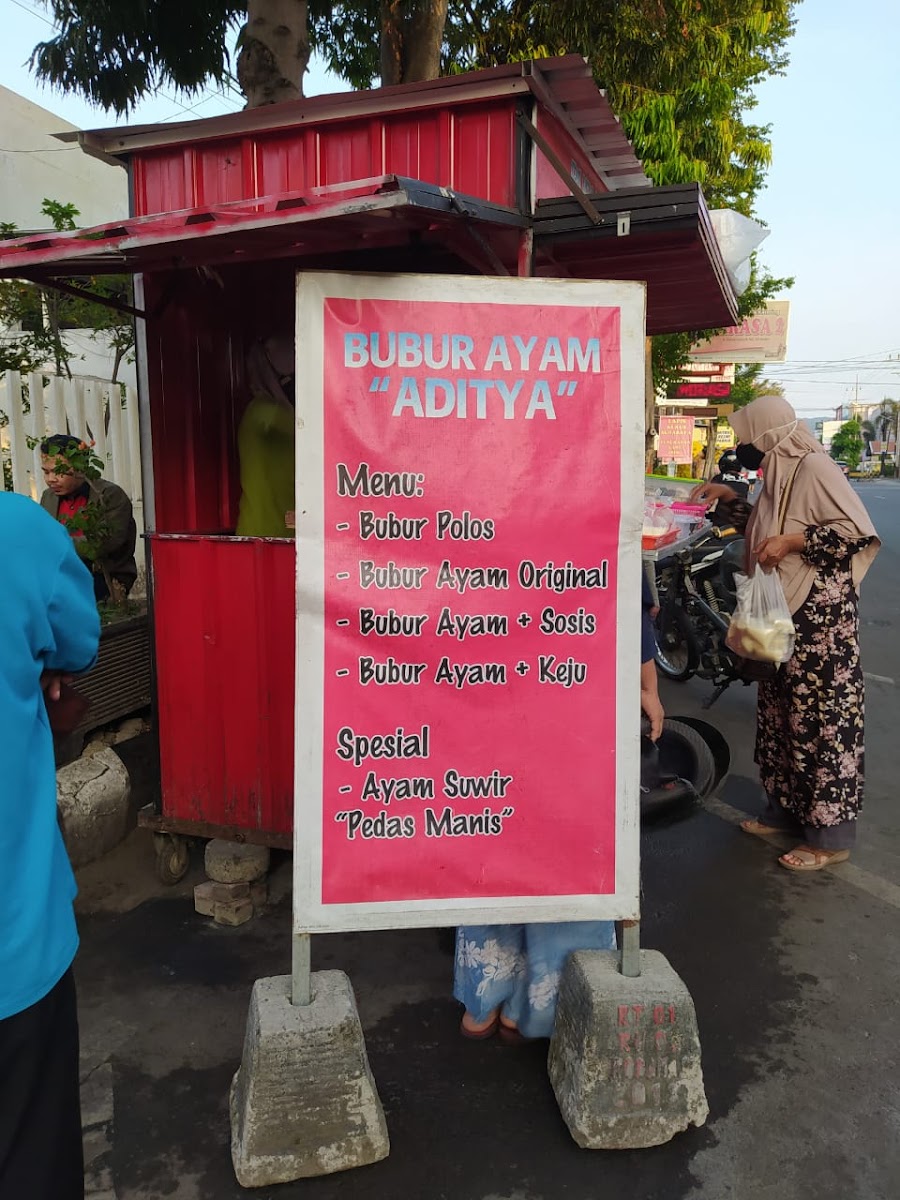 BUBUR AYAM
"ADITYA"
Menu:
- Bubur Polos
- Bubur Ayam Original
- Bubur Ayam + Sosis
- Bubur Ayam + Keju
Spesial
- Ayam Suwir
"Pedas Manis"